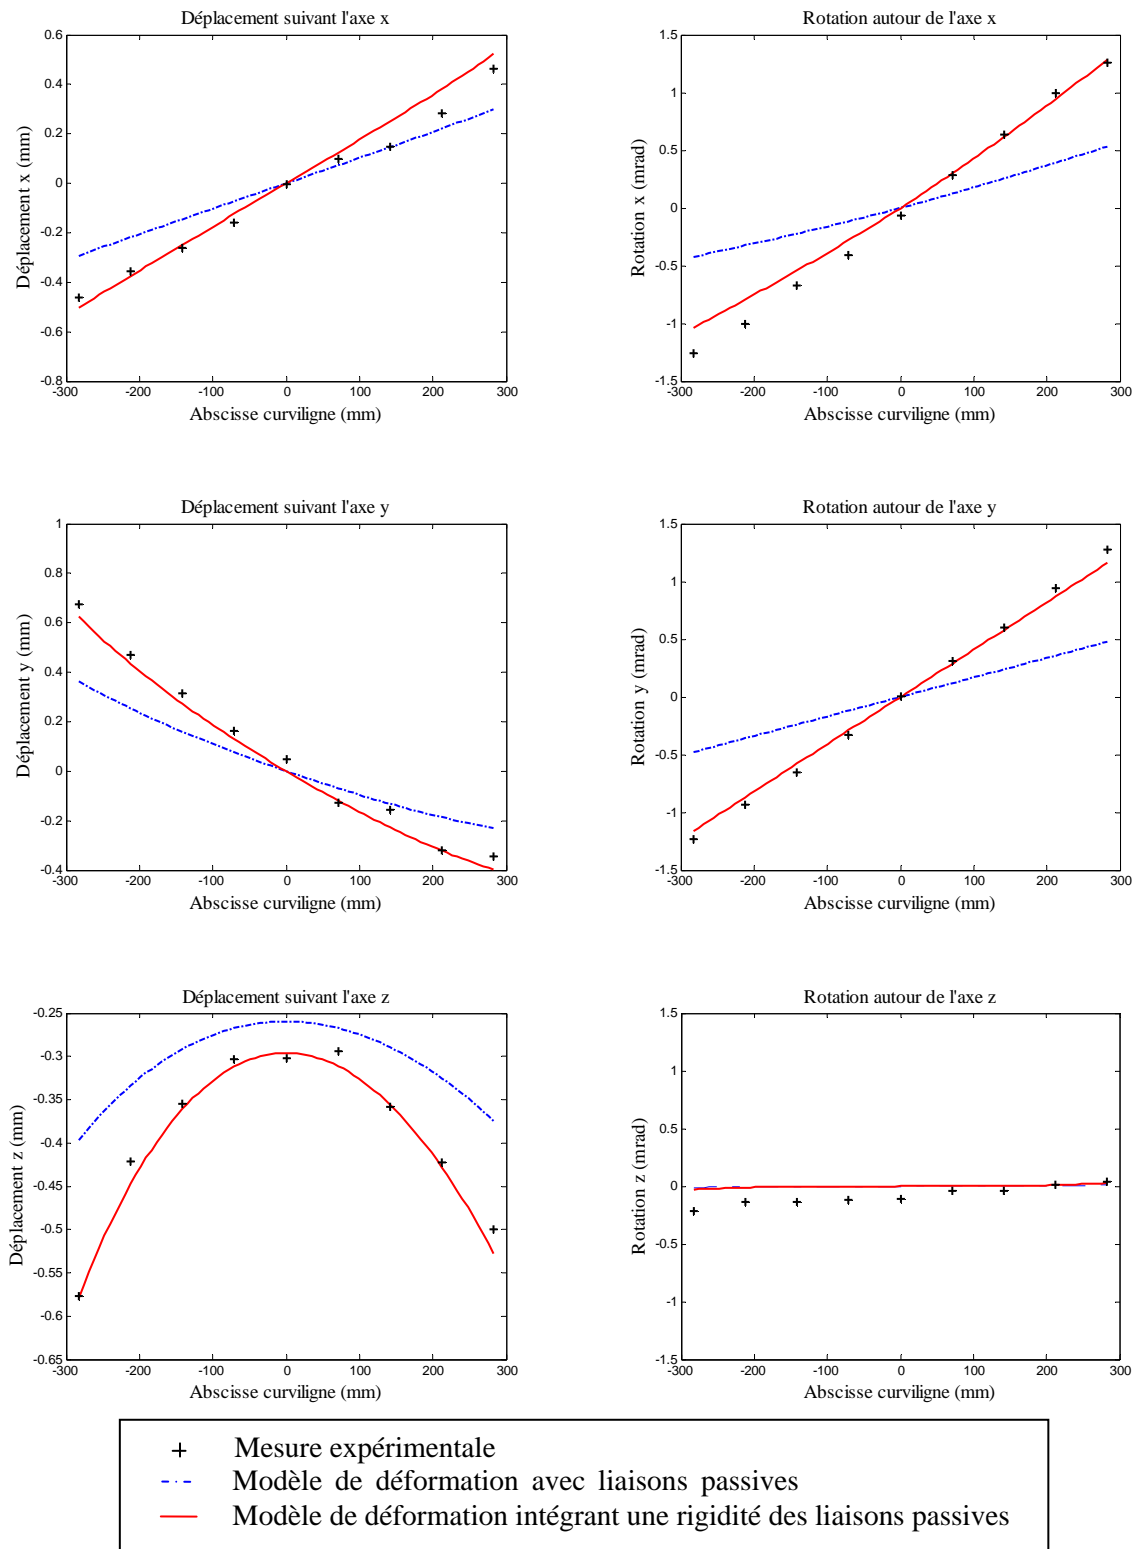 Déplacement suivant l'axe x
0.6
0.4
0.2
0
-0.2
-0.4
-0.6
-0.8
Déplacement x (mm)
-300 -200 -100 0 100 200 300
Abscisse curviligne (mm)
Rotation autour de l'axe x
1.5
1
0.5
0
-0.5
-1
-1.5
Rotation x (mrad)
-300 -200 -100 0 100 200 300
Abscisse curviligne (mm)
Déplacement suivant l'axe y
1
0.8
0.6
0.4
0.2
0
-0.2
-0.4
Déplacement y (mm)
-300 -200 -100 0 100 200 300
Abscisse curviligne (mm)
Rotation autour de l'axe y
1.5
1
0.5
0
-0.5
-1
-1.5
Rotation y (mrad)
-300 -200 -100 0 100 200 300
Abscisse curviligne (mm)
Déplacement suivant l'axe z
-0.25
-0.3
-0.35
-0.4
-0.45
-0.5
-0.55
-0.6
-0.65
Déplacement z (mm)
-300 -200 -100 0 100 200 300
Abscisse curviligne (mm)
Rotation autour de l'axe z
1.5
1
0.5
0
-0.5
-1
-1.5
Rotation z (mrad)
-300 -200 -100 0 100 200 300
Abscisse curviligne (mm)
Mesure expérimentale
Modèle de déformation avec liaisons passives
Modèle de déformation intégrant une rigidité des liaisons passives